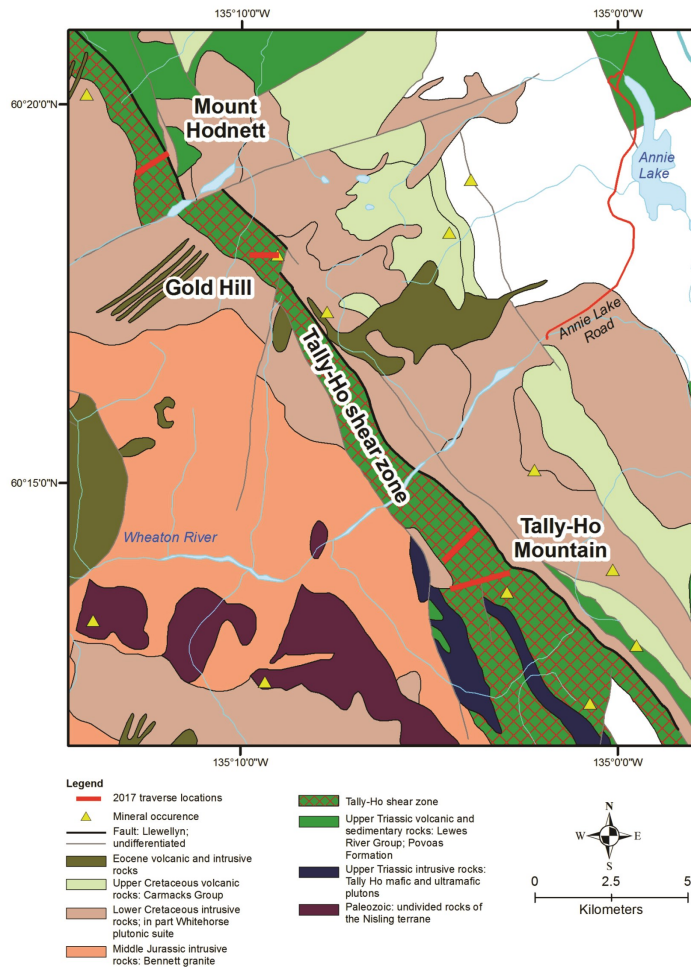 135°10'0"W
135°0'0"W
60°20'0"N
Mount
Hodnett
Annie
Lake
Gold Hill
Annie Lake
Road
Tally-Ho shear zone
60°15'0"N
Wheaton River
Tally-Ho
Mountain
135°10'0"W
135°0'0"W
Legend
2017 traverse locations
Mineral occurence
Fault: Llewellyn;
undifferentiated
Eocene volcanic and intrusive
rocks
Upper Cretaceous volcanic
rocks: Carmacks Group
Lower Cretaceous intrusive
rocks; in part Whitehorse
plutonic suite
Middle Jurassic intrusive
rocks: Bennett granite
Tally-Ho shear zone
Upper Triassic volcanic and
sedimentary rocks: Lewes
River Group; Povoas
Formation
Upper Triassic intrusive rocks:
Tally Ho mafic and ultramafic
plutons
Paleozoic: undivided rocks of
the Nisling terrane
N
W E
S
0 2.5 5
Kilometers